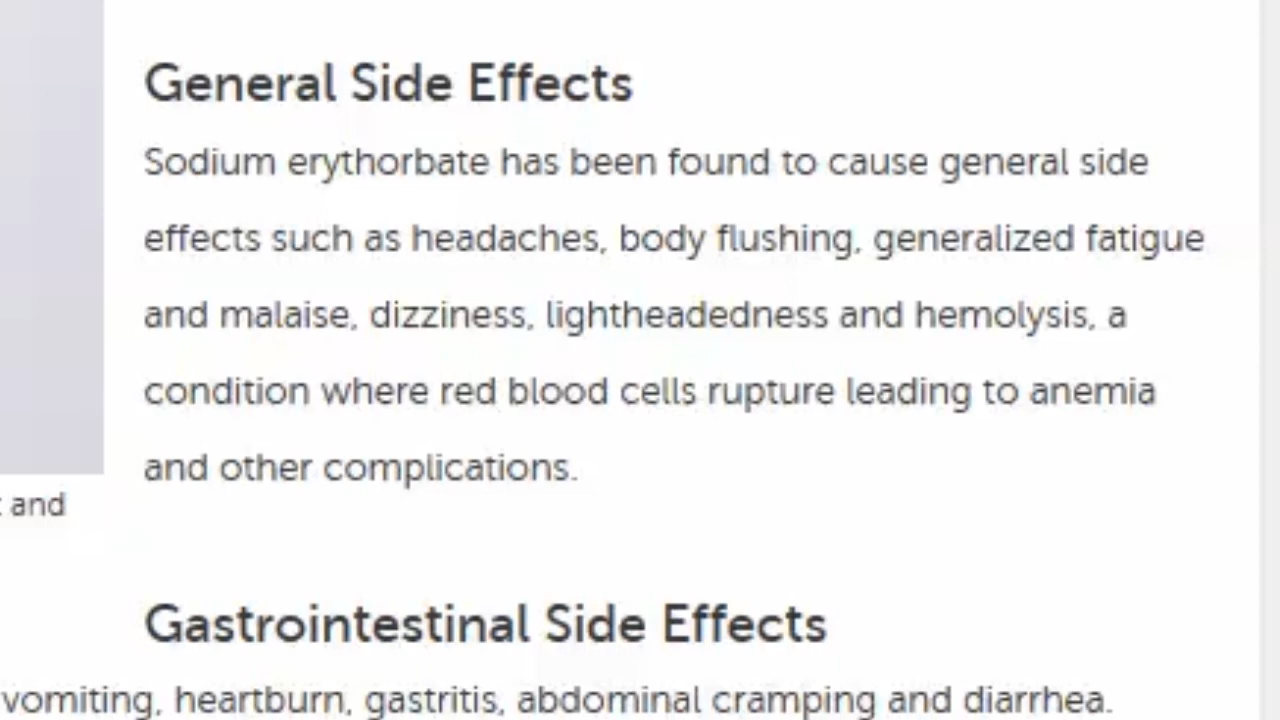 General Side Effects
Sodium erythorbate has been found to cause general side
effects such as headaches, body flushing, generalized fatigue
and malaise, dizziness, lightheadedness and hemolysis, a
condition where red blood cells rupture leading to anemia
and other complications.
and
Gastrointestinal Side Effects
vomiting, heartburn, gastritis, abdominal cramping and diarrhea.